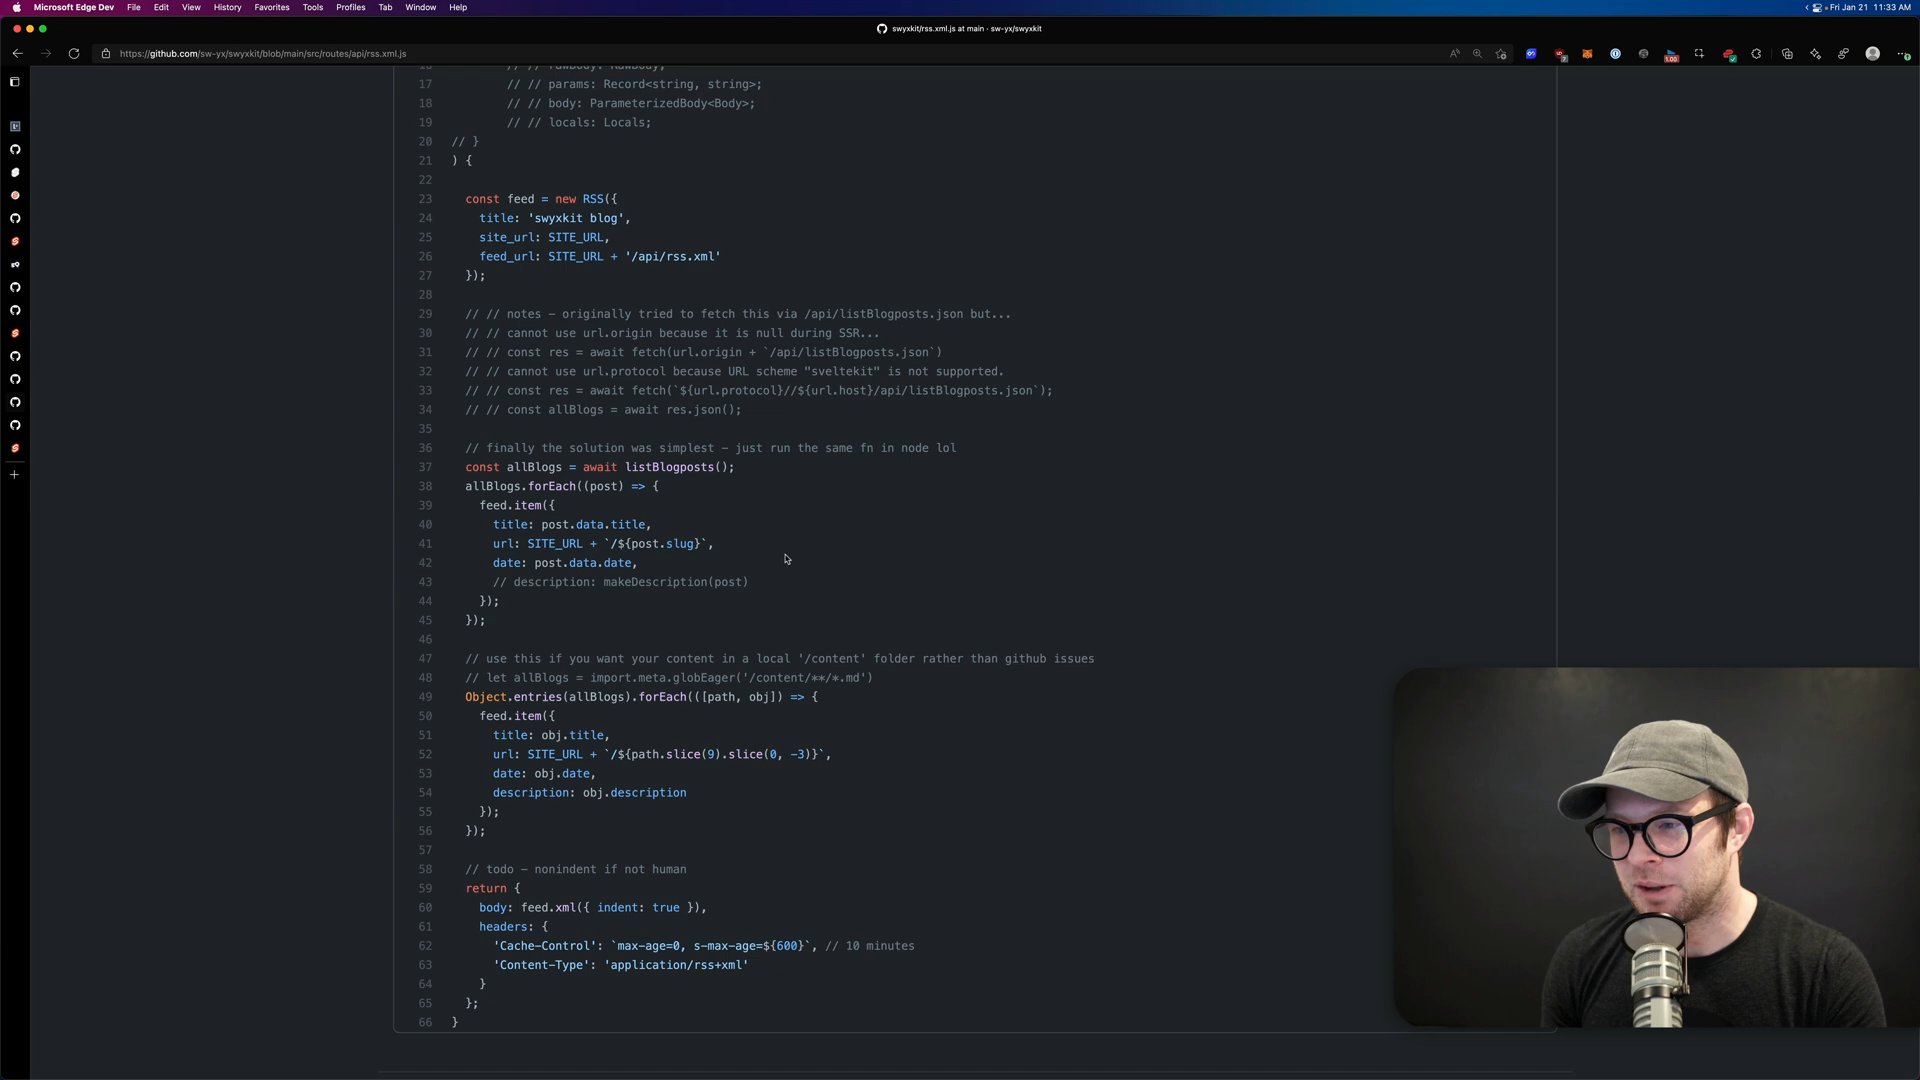 Microsoft Edge Dev File Edit View History Favorites Tools Profiles Tab Window Help
Fri Jan 21 11:33 AM
swyxkit/rss.xml.js at main · sw-yx/swyxkit
https://github.com/sw-yx/swyxkit/blob/main/src/routes/api/rss.xml.js
7
1.00
16 // // rawBody: RawBody;
17 // // params: Record<string, string>;
18 // // body: ParameterizedBody<Body>;
19 // // locals: Locals;
20 // }
21 ) {
22
23 const feed = new RSS({
24 title: 'swyxkit blog',
25 site_url: SITE_URL,
26 feed_url: SITE_URL + '/api/rss.xml'
27 });
28
29 // // notes – originally tried to fetch this via /api/listBlogposts.json but...
30 // // cannot use url.origin because it is null during SSR...
31 // // const res = await fetch(url.origin + `/api/listBlogposts.json`)
32 // // cannot use url.protocol because URL scheme "sveltekit" is not supported.
33 // // const res = await fetch(`${url.protocol}//${url.host}/api/listBlogposts.json`);
34 // // const allBlogs = await res.json();
35
36 // finally the solution was simplest – just run the same fn in node lol
37 const allBlogs = await listBlogposts();
38 allBlogs.forEach((post) => {
39 feed.item({
40 title: post.data.title,
41 url: SITE_URL + `/${post.slug}`,
42 date: post.data.date,
43 // description: makeDescription(post)
44 });
45 });
46
47 // use this if you want your content in a local '/content' folder rather than github issues
48 // let allBlogs = import.meta.globEager('/content/**/*.md')
49 Object.entries(allBlogs).forEach(([path, obj]) => {
50 feed.item({
51 title: obj.title,
52 url: SITE_URL + `/${path.slice(9).slice(0, -3)}`,
53 date: obj.date,
54 description: obj.description
55 });
56 });
57
58 // todo – nonindent if not human
59 return {
60 body: feed.xml({ indent: true }),
61 headers: {
62 'Cache-Control': `max-age=0, s-max-age=${600}`, // 10 minutes
63 'Content-Type': 'application/rss+xml'
64 }
65 };
66 }